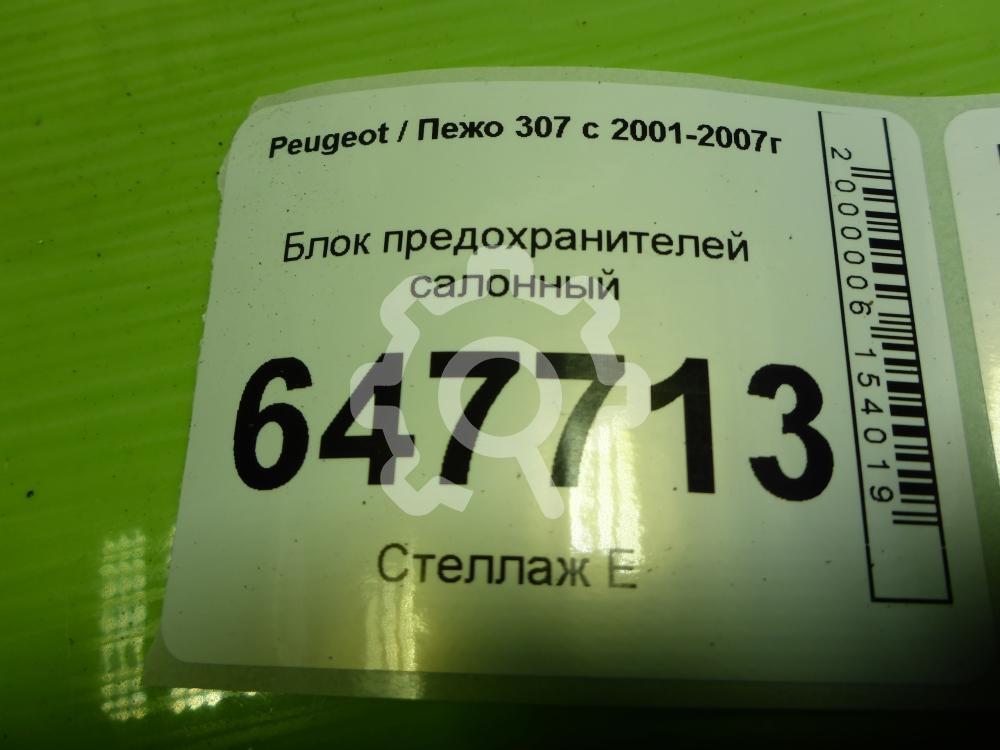 Peugeot / Пежо 307 с 2001-2007г
Блок предохранителей
салонный
647713
Стеллаж Е
2000006154019